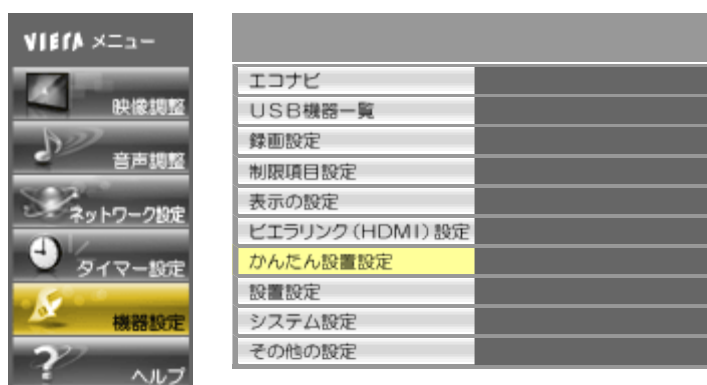 VIERA メニュー
映像調整
音声調整
ネットワーク設定
タイマー設定
機器設定
ヘルプ
エコナビ
USB機器一覧
録画設定
制限項目設定
表示の設定
ビエラリンク(HDMI)設定
かんたん設置設定
設置設定
システム設定
その他の設定